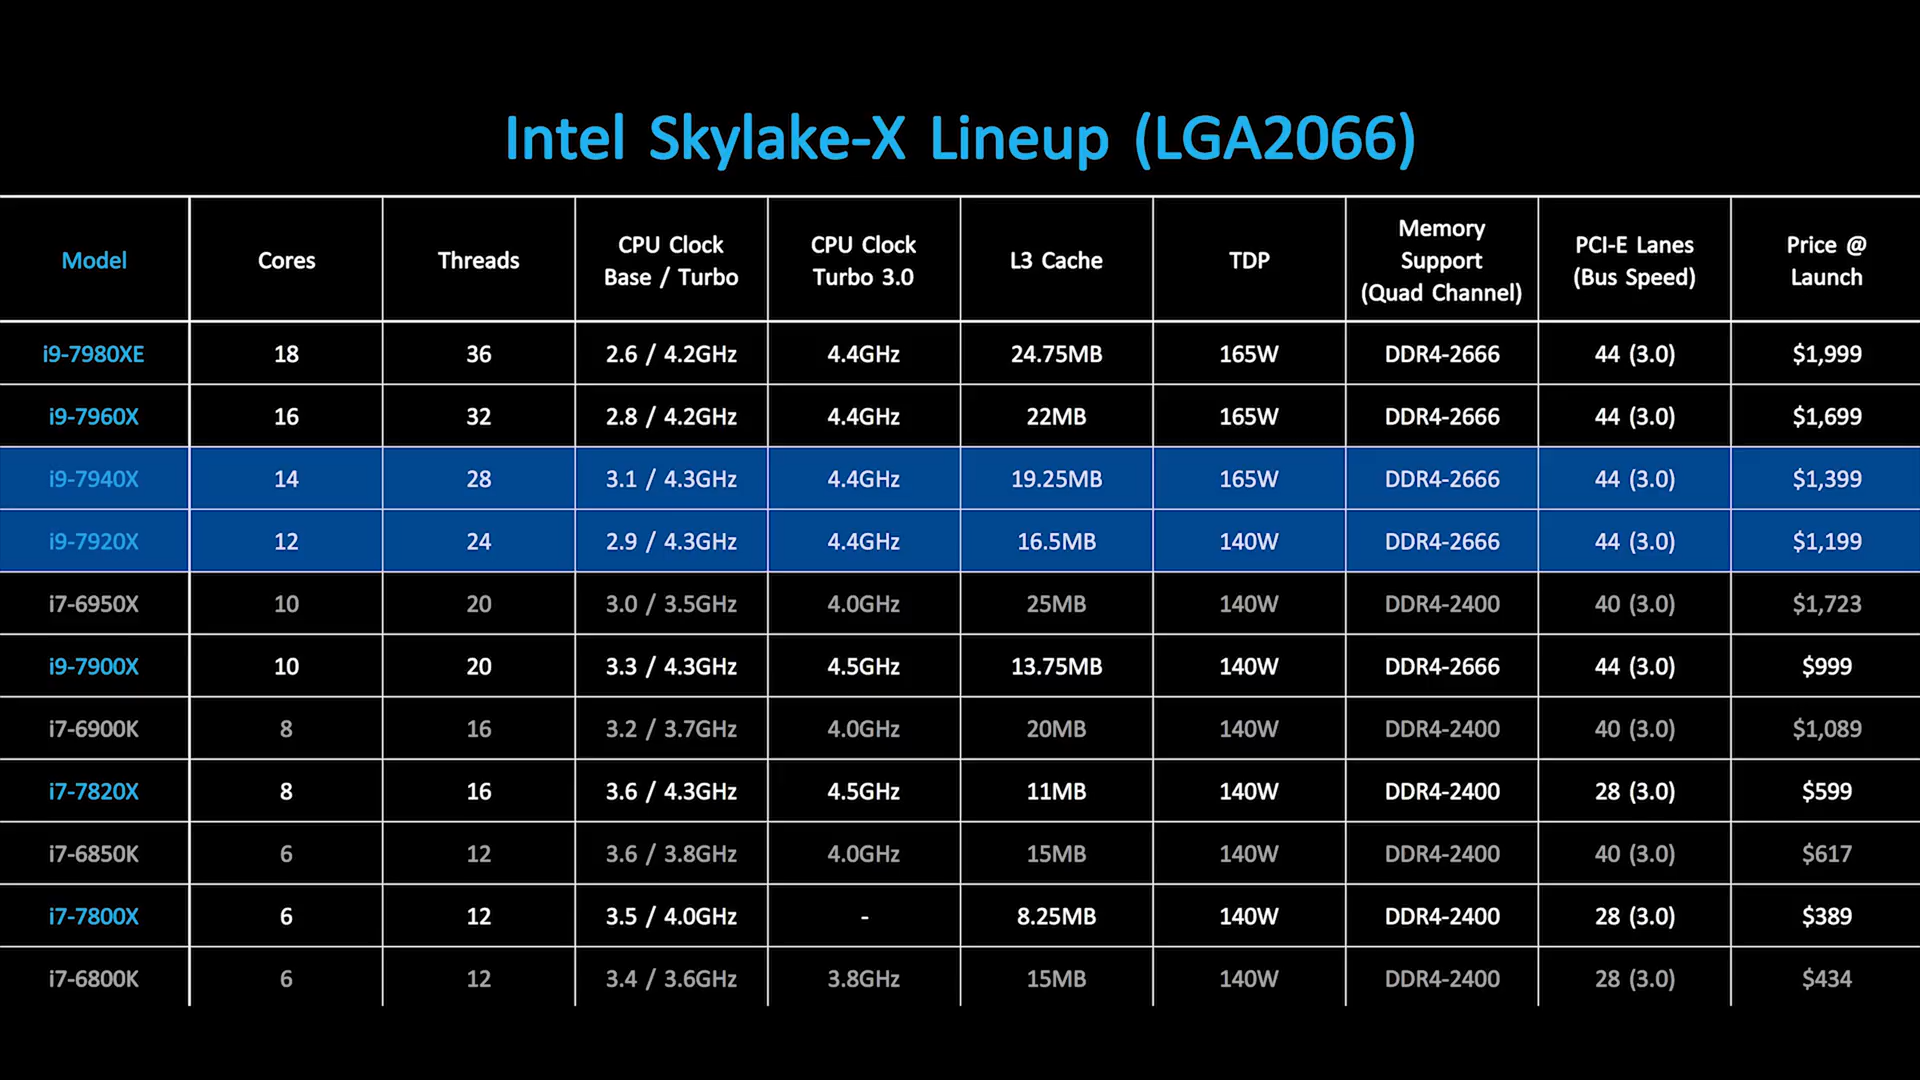 Intel Skylake-X Lineup (LGA2066)
Model Cores Threads CPU Clock Base / Turbo CPU Clock Turbo 3.0 L3 Cache TDP Memory Support (Quad Channel) PCI-E Lanes (Bus Speed) Price @ Launch
i9-7980XE 18 36 2.6 / 4.2GHz 4.4GHz 24.75MB 165W DDR4-2666 44 (3.0) $1,999
i9-7960X 16 32 2.8 / 4.2GHz 4.4GHz 22MB 165W DDR4-2666 44 (3.0) $1,699
i9-7940X 14 28 3.1 / 4.3GHz 4.4GHz 19.25MB 165W DDR4-2666 44 (3.0) $1,399
i9-7920X 12 24 2.9 / 4.3GHz 4.4GHz 16.5MB 140W DDR4-2666 44 (3.0) $1,199
i7-6950X 10 20 3.0 / 3.5GHz 4.0GHz 25MB 140W DDR4-2400 40 (3.0) $1,723
i9-7900X 10 20 3.3 / 4.3GHz 4.5GHz 13.75MB 140W DDR4-2666 44 (3.0) $999
i7-6900K 8 16 3.2 / 3.7GHz 4.0GHz 20MB 140W DDR4-2400 40 (3.0) $1,089
i7-7820X 8 16 3.6 / 4.3GHz 4.5GHz 11MB 140W DDR4-2400 28 (3.0) $599
i7-6850K 6 12 3.6 / 3.8GHz 4.0GHz 15MB 140W DDR4-2400 40 (3.0) $617
i7-7800X 6 12 3.5 / 4.0GHz - 8.25MB 140W DDR4-2400 28 (3.0) $389
i7-6800K 6 12 3.4 / 3.6GHz 3.8GHz 15MB 140W DDR4-2400 28 (3.0) $434